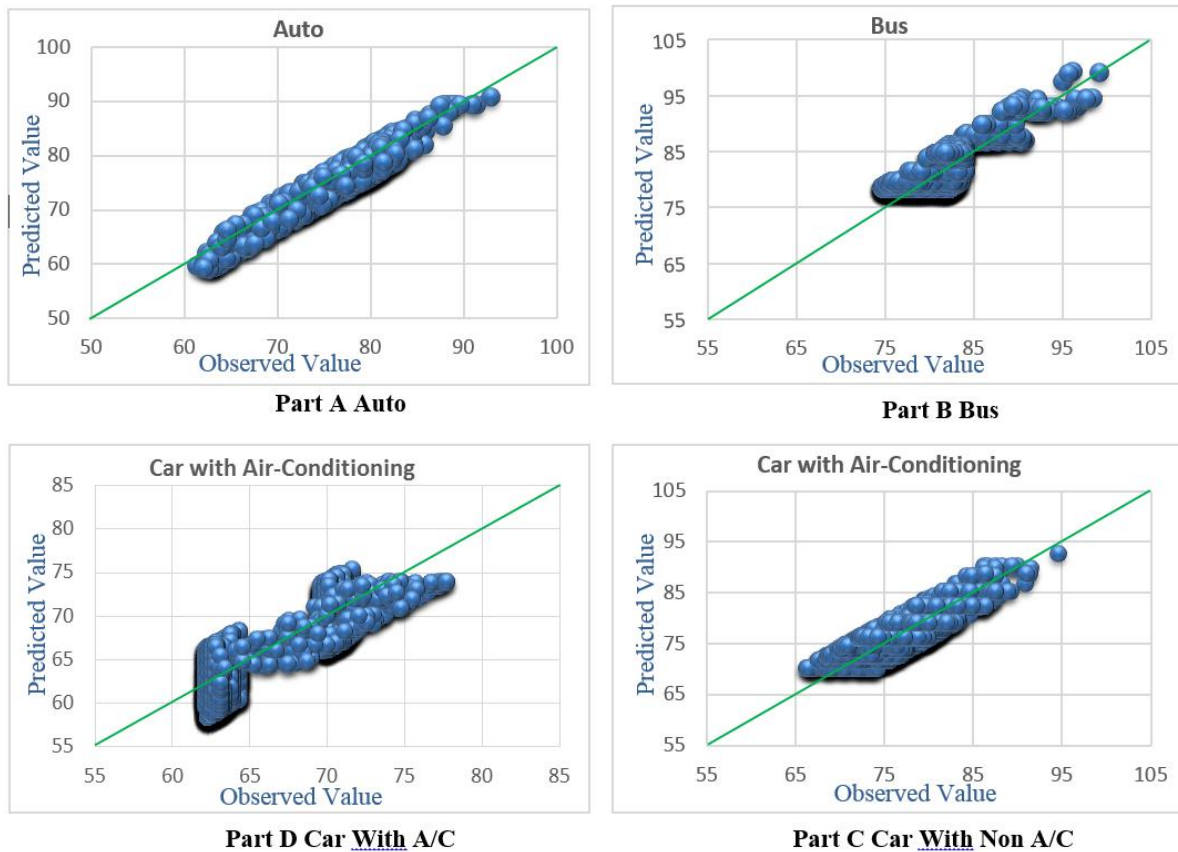 Auto
100
90
80
70
60
50
Predicted Value
50 60 70 80 90 100
Observed Value
Part A Auto
Bus
105
95
85
75
65
55
Predicted Value
55 65 75 85 95 105
Observed Value
Part B Bus
Car with Air-Conditioning
85
80
75
70
65
60
55
Predicted Value
55 60 65 70 75 80 85
Observed Value
Part D Car With A/C
Car with Air-Conditioning
105
95
85
75
65
55
Predicted Value
55 65 75 85 95 105
Observed Value
Part C Car With Non A/C